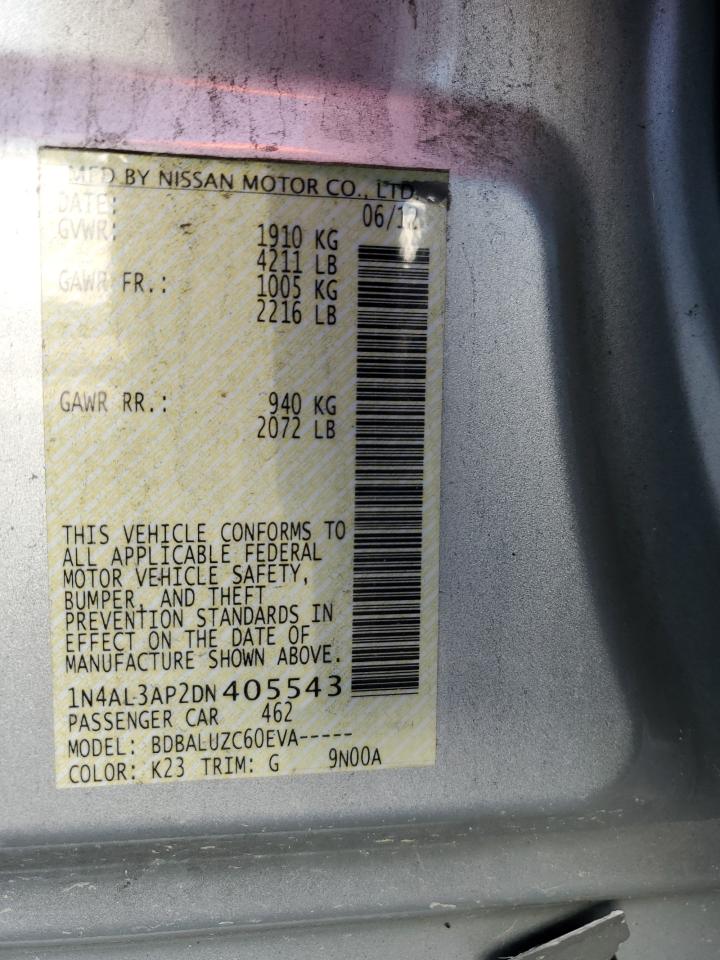 MFD BY NISSAN MOTOR CO., LTD.
DATE: 06/12
GVWR: 1910 KG
4211 LB
GAWR FR.: 1005 KG
2216 LB
GAWR RR.: 940 KG
2072 LB
THIS VEHICLE CONFORMS TO
ALL APPLICABLE FEDERAL
MOTOR VEHICLE SAFETY,
BUMPER, AND THEFT
PREVENTION STANDARDS IN
EFFECT ON THE DATE OF
MANUFACTURE SHOWN ABOVE.
1N4AL3AP2DN405543
PASSENGER CAR 462
MODEL: BDBALUZC60EVA-----
COLOR: K23 TRIM: G 9N00A